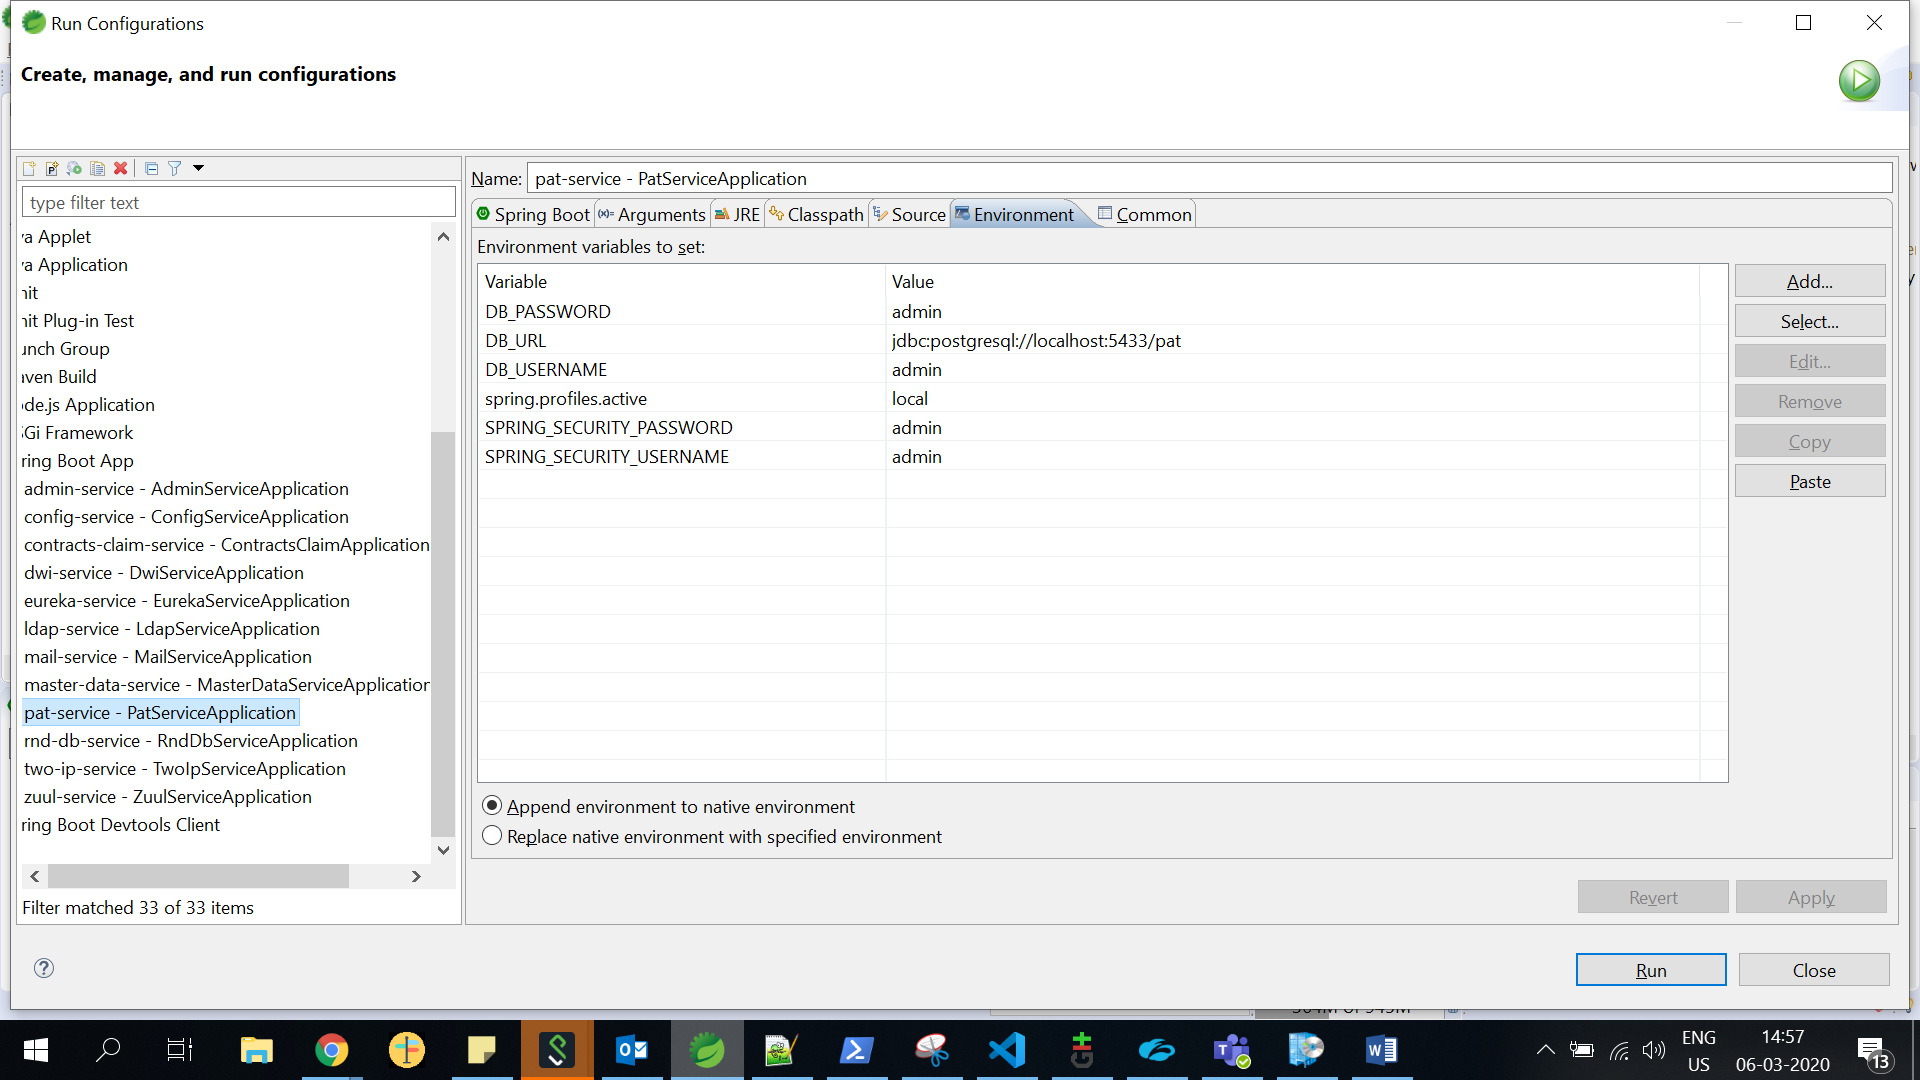 Run Configurations
Create, manage, and run configurations
type filter text
va Applet
va Application
nit
nit Plug-in Test
unch Group
aven Build
ode.js Application
SGi Framework
ring Boot App
admin-service - AdminServiceApplication
config-service - ConfigServiceApplication
contracts-claim-service - ContractsClaimApplication
dwi-service - DwiServiceApplication
eureka-service - EurekaServiceApplication
ldap-service - LdapServiceApplication
mail-service - MailServiceApplication
master-data-service - MasterDataServiceApplication
pat-service - PatServiceApplication
rnd-db-service - RndDbServiceApplication
two-ip-service - TwoIpServiceApplication
zuul-service - ZuulServiceApplication
ring Boot Devtools Client
Filter matched 33 of 33 items
Name: pat-service - PatServiceApplication
Spring Boot Arguments JRE Classpath Source Environment Common
Environment variables to set:
Variable Value
DB_PASSWORD admin
DB_URL jdbc:postgresql://localhost:5433/pat
DB_USERNAME admin
spring.profiles.active local
SPRING_SECURITY_PASSWORD admin
SPRING_SECURITY_USERNAME admin
Add...
Select...
Edit...
Remove
Copy
Paste
Append environment to native environment
Replace native environment with specified environment
Revert Apply
Run Close
ENG
US
14:57
06-03-2020
13